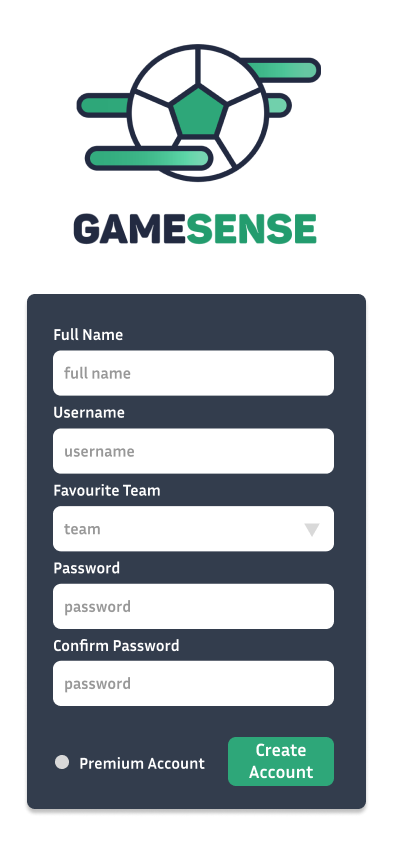 GAMESENSE
Full Name
full name
Username
username
Favourite Team
team
Password
password
Confirm Password
password
Premium Account
Create
Account